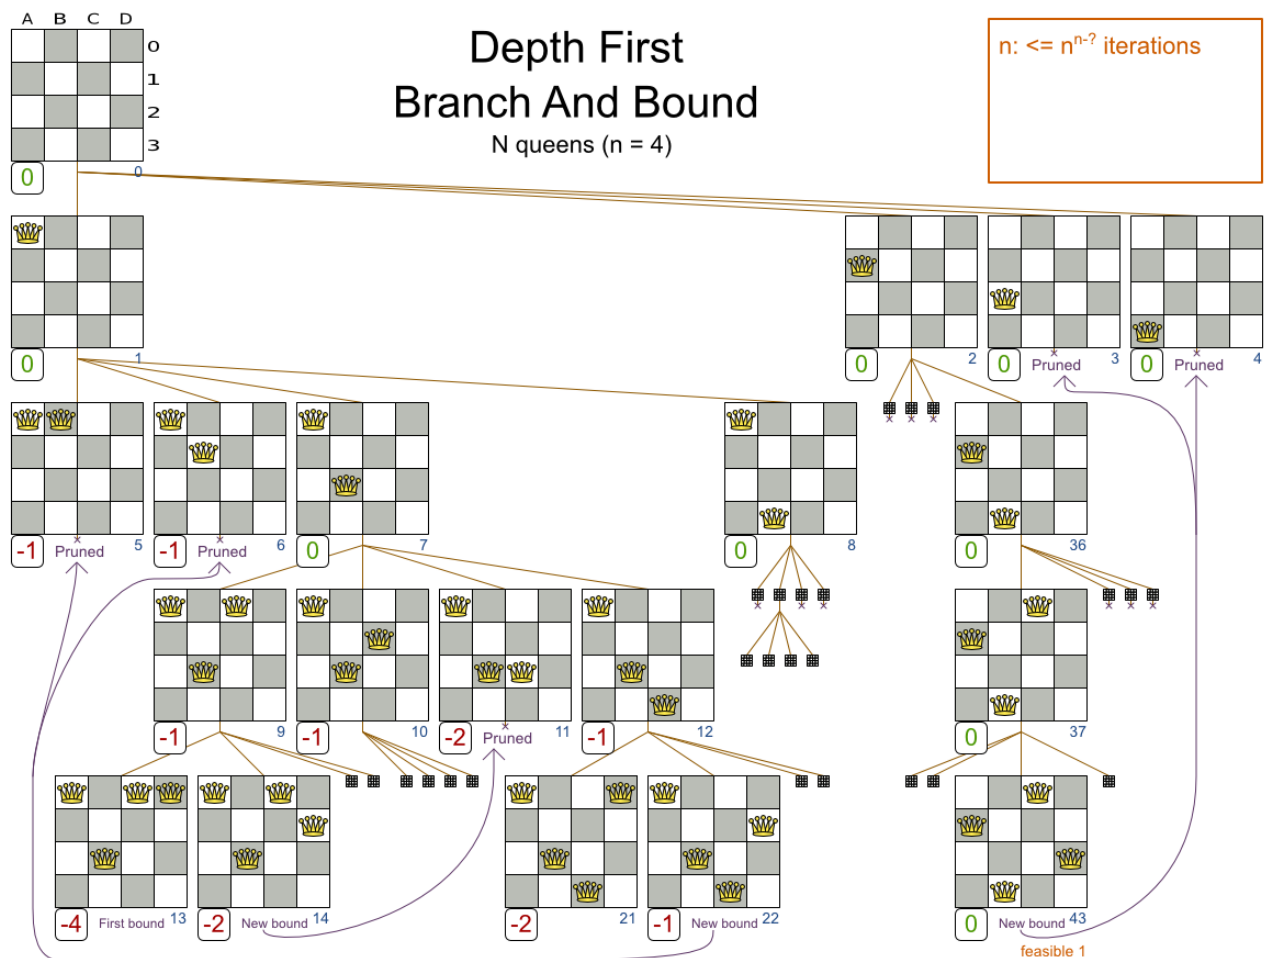 A B C D
Depth First
Branch And Bound
N queens (n = 4)
n: <= n^n-? iterations
0
1
2
3
0 0
0 1
0 2
0 Pruned 3
0 Pruned 4
-1 Pruned 5
-1 Pruned 6
0 7
0 8
0 36
-1 9
-1 10
-2 Pruned 11
-1 12
0 37
-4 First bound 13
-2 New bound 14
-2 21
-1 New bound 22
0 New bound 43
feasible 1